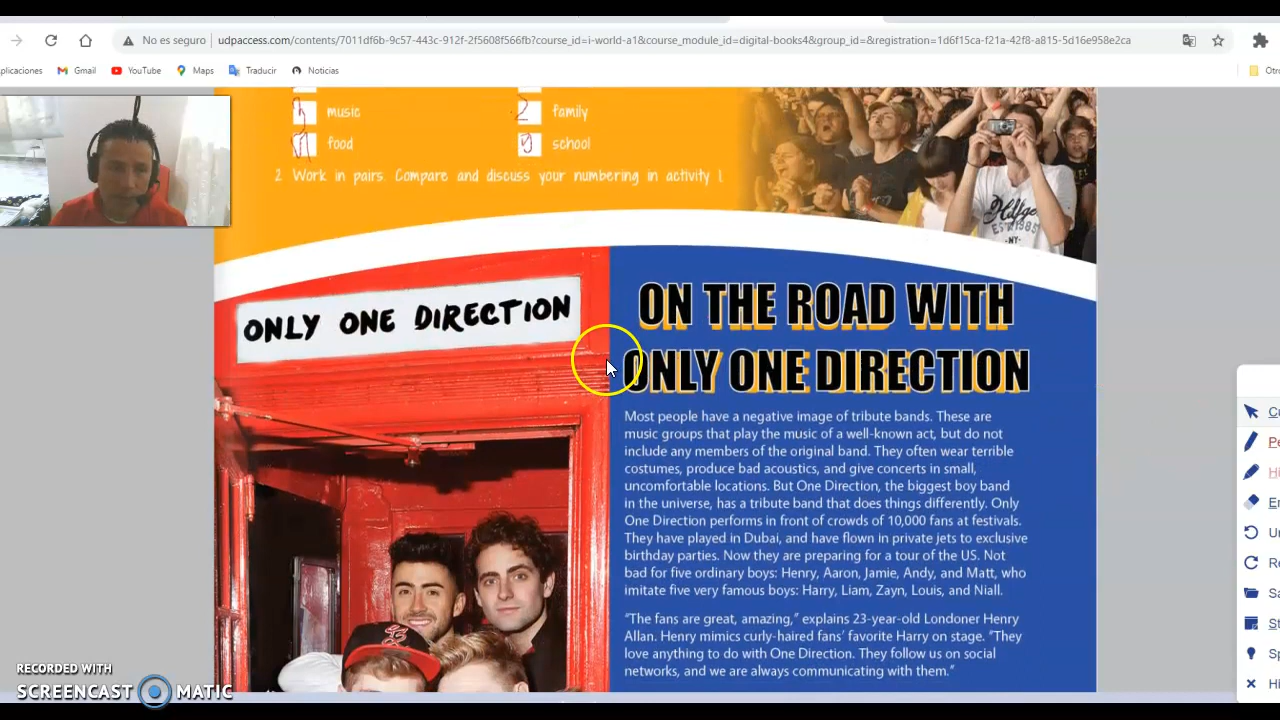 No es seguro udpaccess.com/contents/7011df6b-9c57-443c-912f-2f5608f566fb?course_id=i-world-a1&course_module_id=digital-books4&group_id=&registration=1d6f15ca-f21a-42f8-a815-5d16e958e2ca
plicaciones Gmail YouTube Maps Traducir Noticias Otro
music 2 family
food 9 school
2 Work in pairs. Compare and discuss your numbering in activity 1.
ONLY ONE DIRECTION
ON THE ROAD WITH
ONLY ONE DIRECTION
Most people have a negative image of tribute bands. These are
music groups that play the music of a well-known act, but do not
include any members of the original band. They often wear terrible
costumes, produce bad acoustics, and give concerts in small,
uncomfortable locations. But One Direction, the biggest boy band
in the universe, has a tribute band that does things differently. Only
One Direction performs in front of crowds of 10,000 fans at festivals.
They have played in Dubai, and have flown in private jets to exclusive
birthday parties. Now they are preparing for a tour of the US. Not
bad for five ordinary boys: Henry, Aaron, Jamie, Andy, and Matt, who
imitate five very famous boys: Harry, Liam, Zayn, Louis, and Niall.
"The fans are great, amazing," explains 23-year-old Londoner Henry
Allan. Henry mimics curly-haired fans' favorite Harry on stage. "They
love anything to do with One Direction. They follow us on social
networks, and we are always communicating with them."
RECORDED WITH
SCREENCAST MATIC